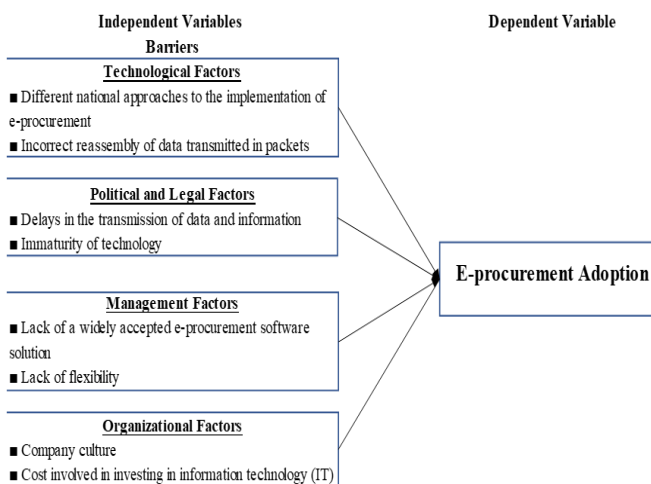 Independent Variables
Dependent Variable
Barriers
Technological Factors
■ Different national approaches to the implementation of
e-procurement
■ Incorrect reassembly of data transmitted in packets
Political and Legal Factors
■ Delays in the transmission of data and information
■ Immaturity of technology
E-procurement Adoption
Management Factors
■ Lack of a widely accepted e-procurement software
solution
■ Lack of flexibility
Organizational Factors
■ Company culture
■ Cost involved in investing in information technology (IT)